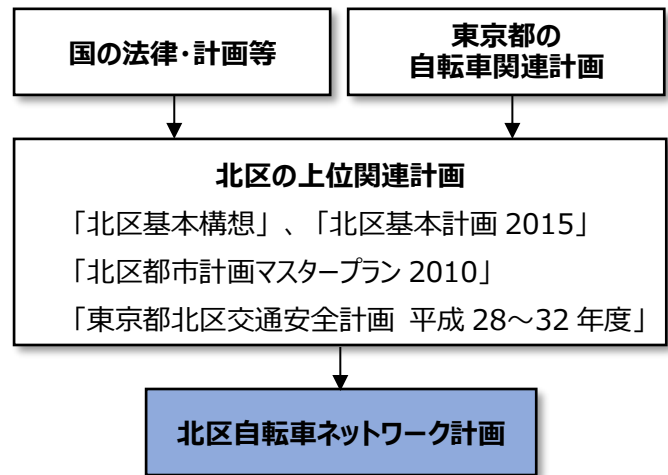 国の法律・計画等
東京都の
自転車関連計画
北区の上位関連計画
「北区基本構想」、「北区基本計画 2015」
「北区都市計画マスタープラン 2010」
「東京都北区交通安全計画 平成 28～32 年度」
北区自転車ネットワーク計画